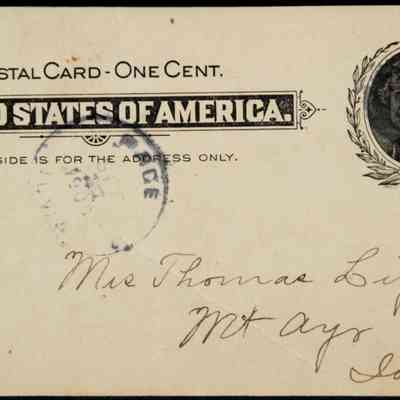 STAL CARD - ONE CENT.
D STATES OF AMERICA.
SIDE IS FOR THE ADDRESS ONLY.
Mrs Thomas
Mt Ayr